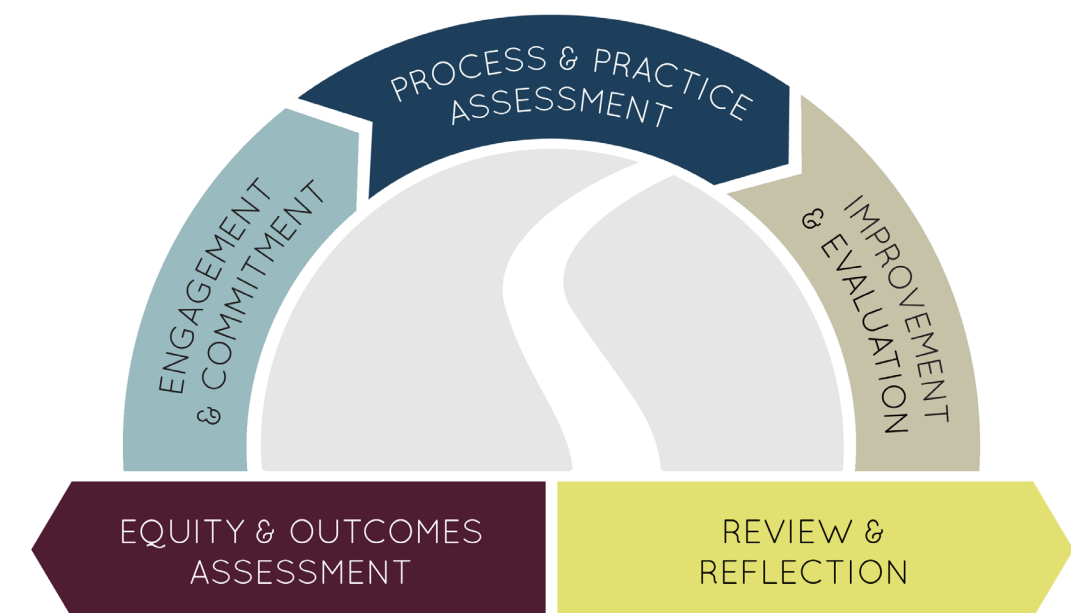 PROCESS & PRACTICE
ASSESSMENT
ENGAGEMENT
& COMMITMENT
IMPROVEMENT
& EVALUATION
EQUITY & OUTCOMES
ASSESSMENT
REVIEW &
REFLECTION